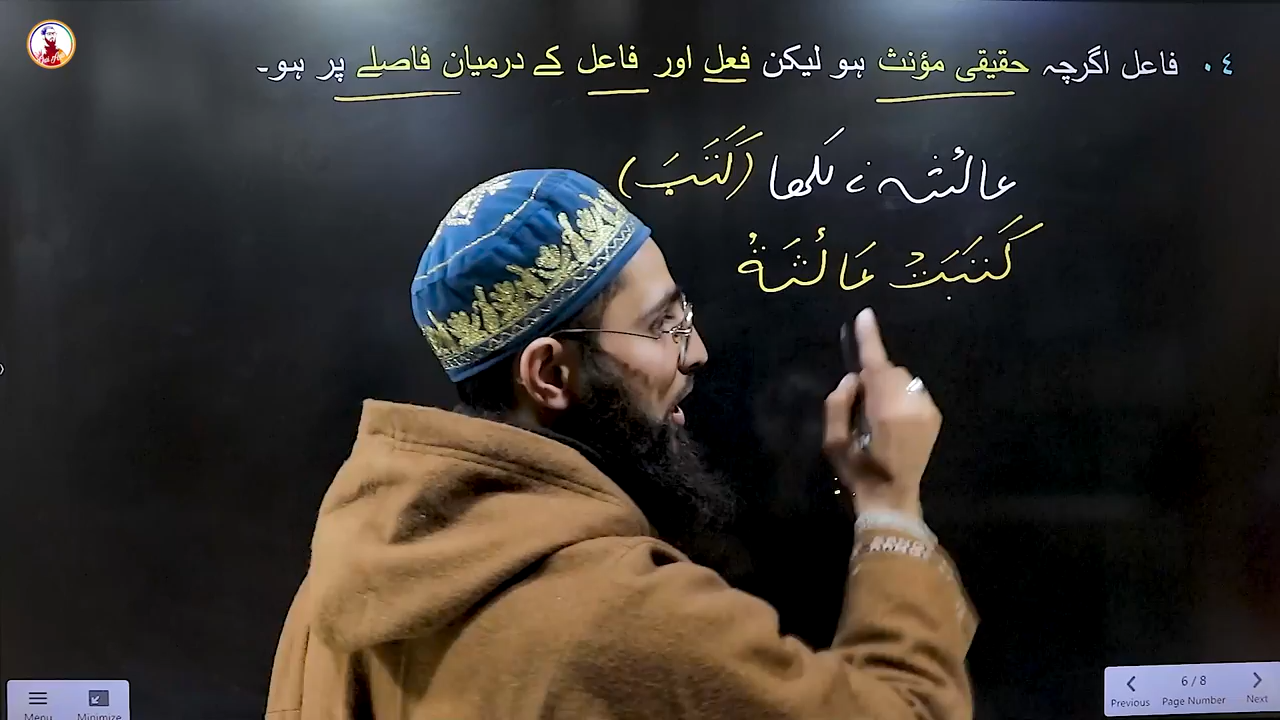 ۰٤ فاعل اگرچہ حقیقی مؤنث ہو لیکن فعل اور فاعل کے درمیان فاصلے پر ہو۔
عائشہ نے لکھا (کَتَبَ)
کَتَبَتْ عَائِشَةُ
Menu
Minimize
6 / 8
Previous
Page Number
Next